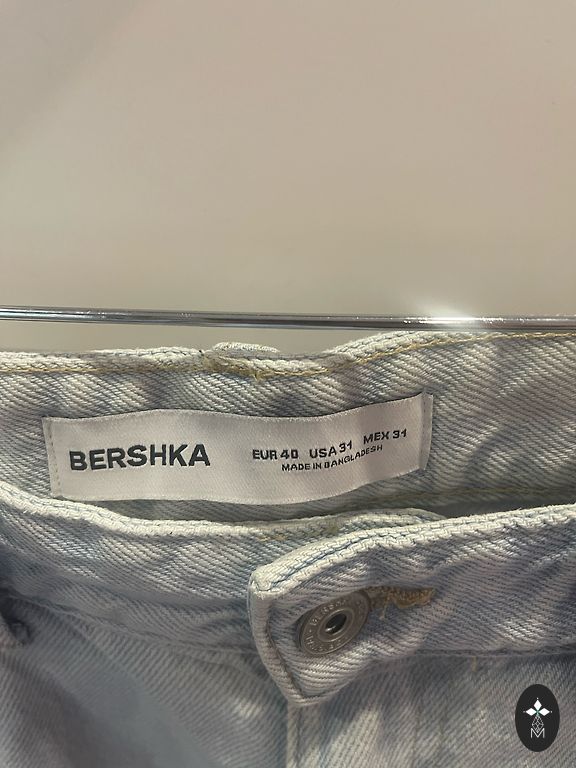 BERSHKA
EUR 40 USA 31 MEX 31
MADE IN BANGLADESH
M